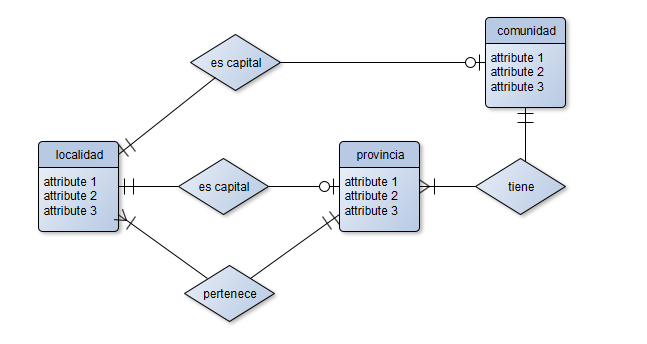 comunidad
attribute 1
attribute 2
attribute 3
es capital
localidad
attribute 1
attribute 2
attribute 3
es capital
provincia
attribute 1
attribute 2
attribute 3
tiene
pertenece